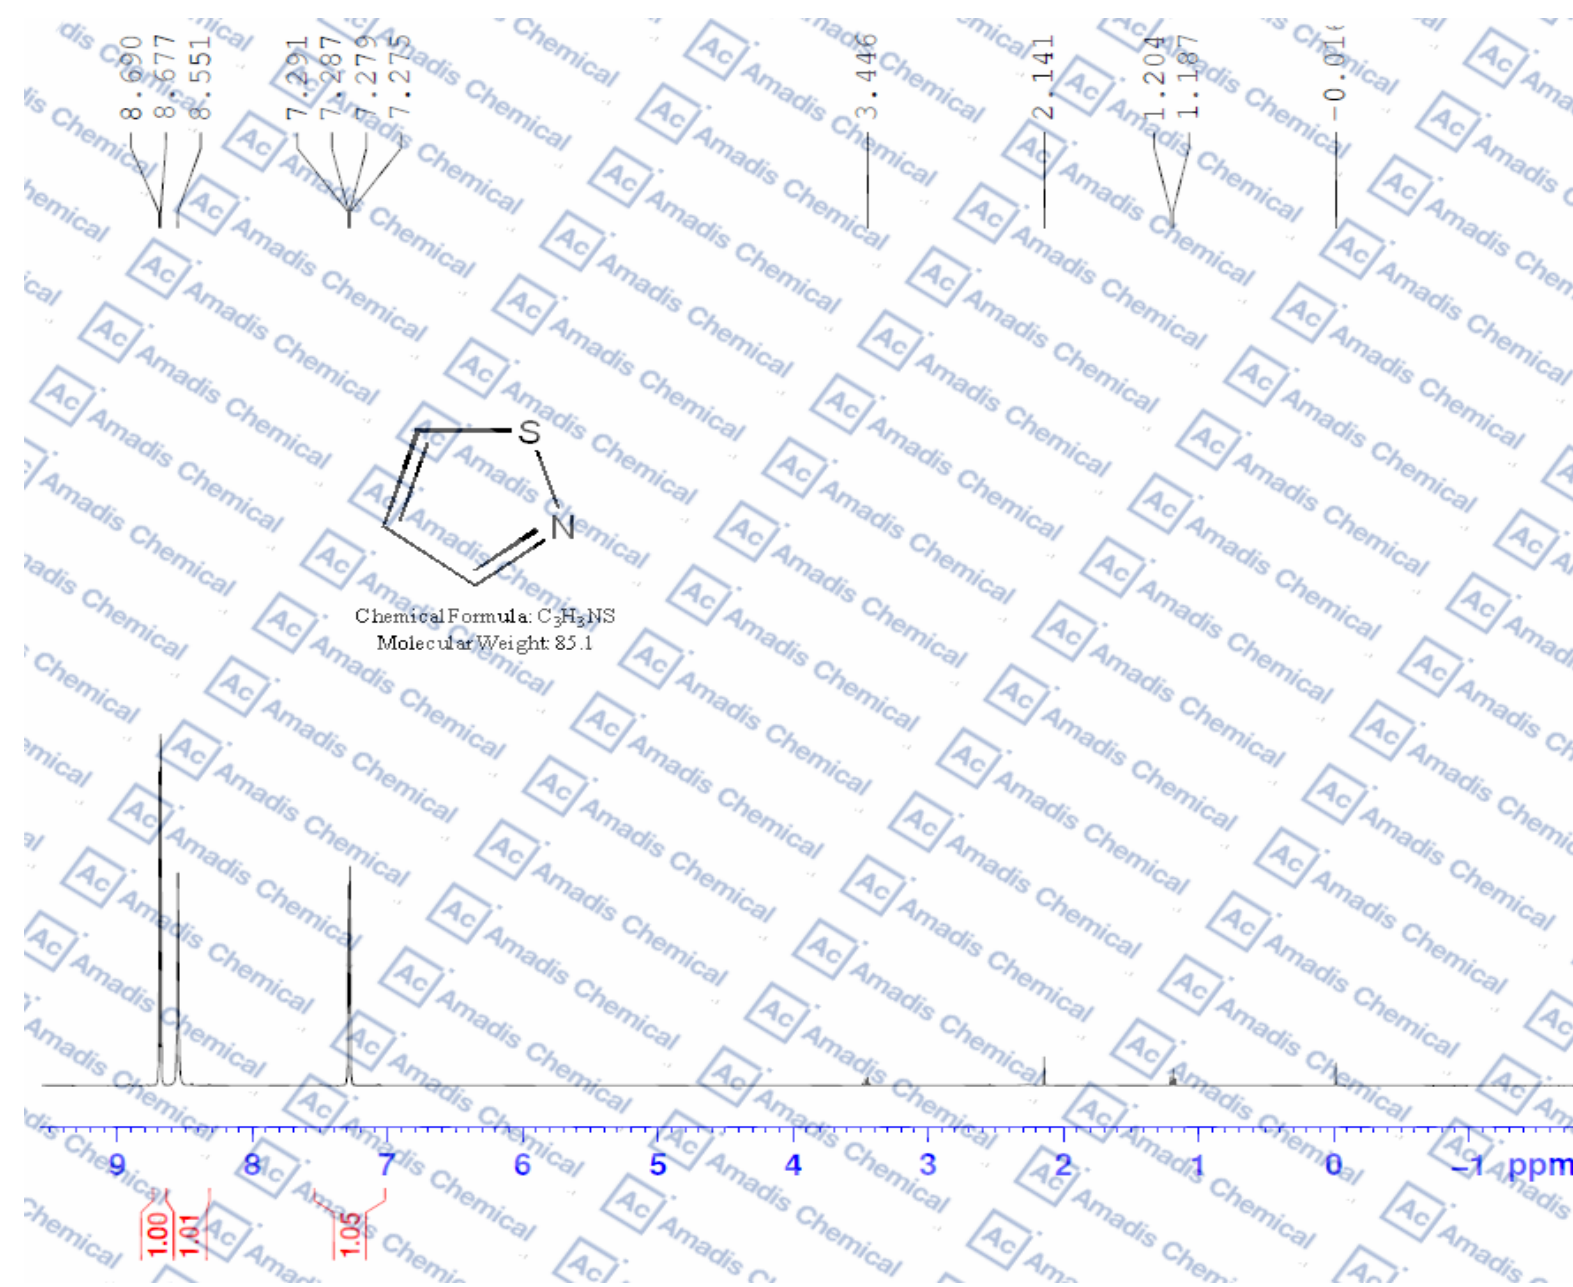 8.690
8.677
8.551
7.291
7.287
7.279
7.275
3.446
2.141
1.204
1.187
S
N
Chemical Formula: C₃H₃NS
Molecular Weight: 85.1
9 8 7 6 5 4 3 2 1 0 −1 ppm
1.00
1.01
1.05
Ac Amadis Chemical